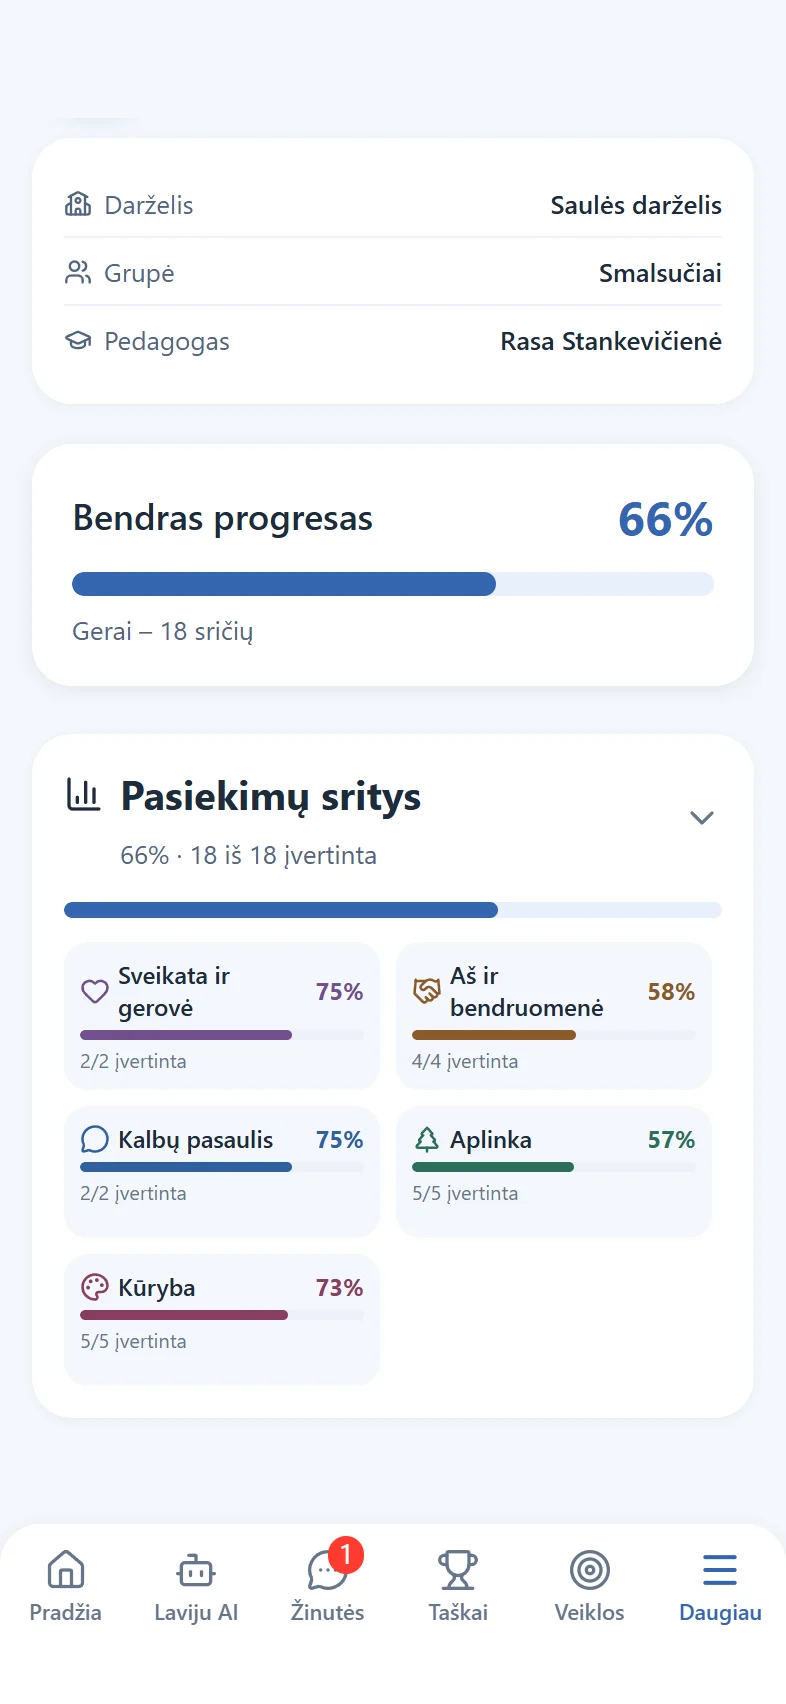 Darželis Saulės darželis
Grupė Smalsučiai
Pedagogas Rasa Stankevičienė
Bendras progresas 66%
Gerai – 18 sričių
Pasiekimų sritys
66% · 18 iš 18 įvertinta
Sveikata ir gerovė 75%
2/2 įvertinta
Aš ir bendruomenė 58%
4/4 įvertinta
Kalbų pasaulis 75%
2/2 įvertinta
Aplinka 57%
5/5 įvertinta
Kūryba 73%
5/5 įvertinta
1
Pradžia Laviju AI Žinutės Taškai Veiklos Daugiau